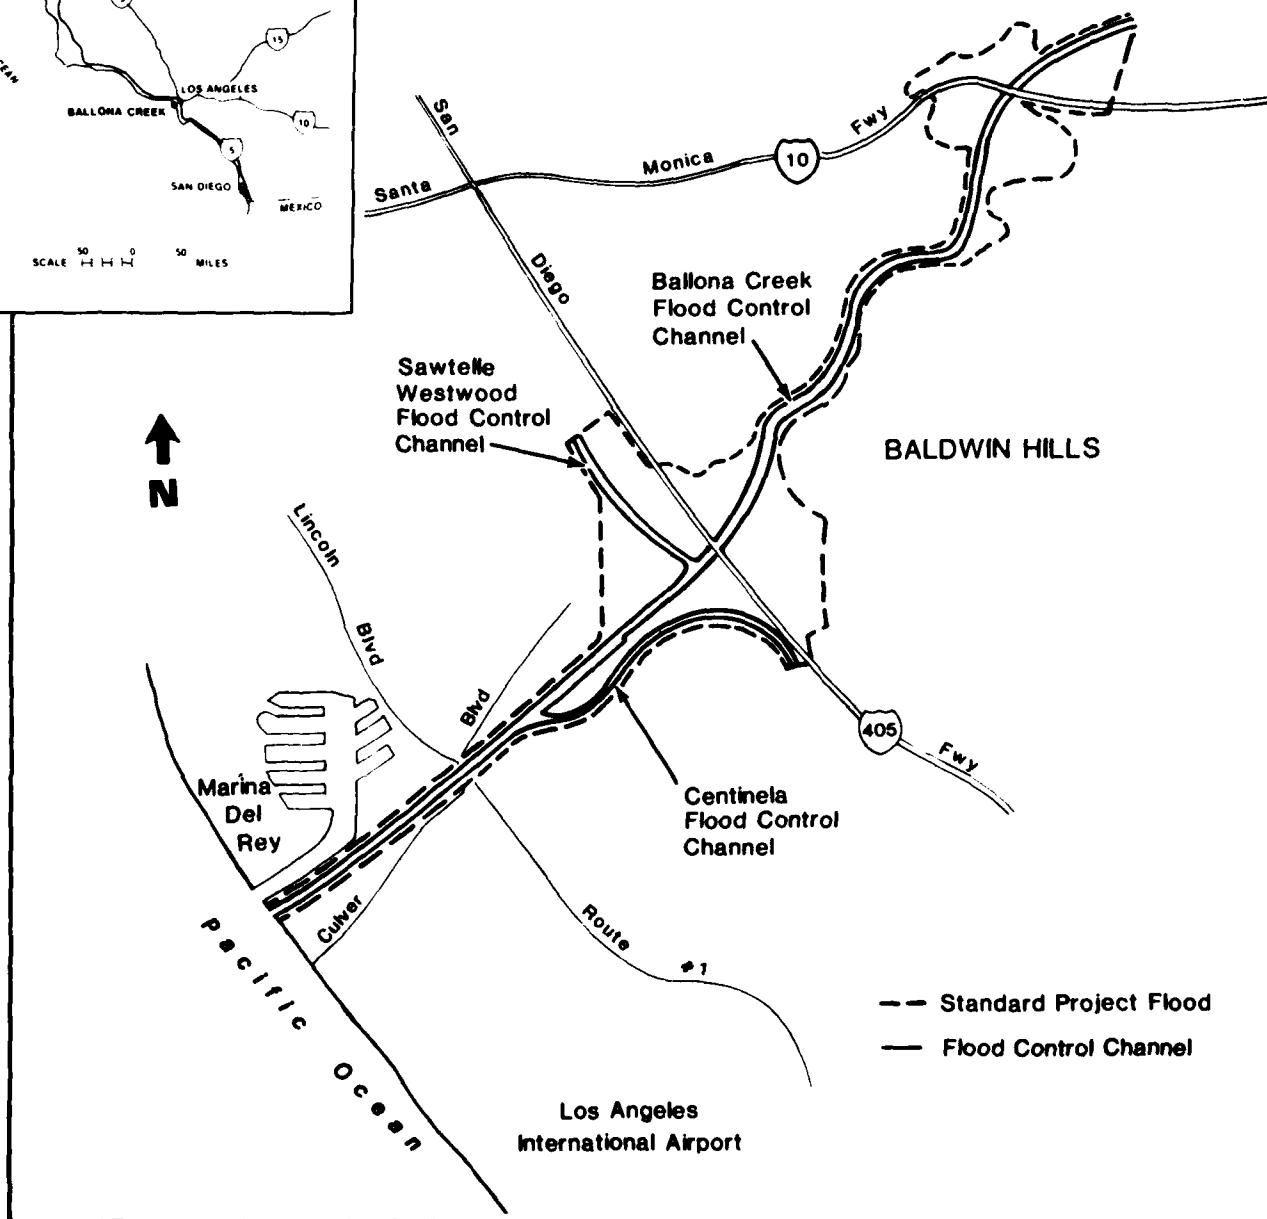 CEAN
15
LOS ANGELES
BALLONA CREEK
10
5
SAN DIEGO
MEXICO
SCALE 50 0 50 MILES
San Diego Fwy
Santa Monica Fwy
10
Ballona Creek
Flood Control
Channel
Sawtelle
Westwood
Flood Control
Channel
BALDWIN HILLS
N
Lincoln Blvd
Culver Blvd
405
Marina
Del
Rey
Centinela
Flood Control
Channel
Route #1
Pacific Ocean
Standard Project Flood
Flood Control Channel
Los Angeles
International Airport